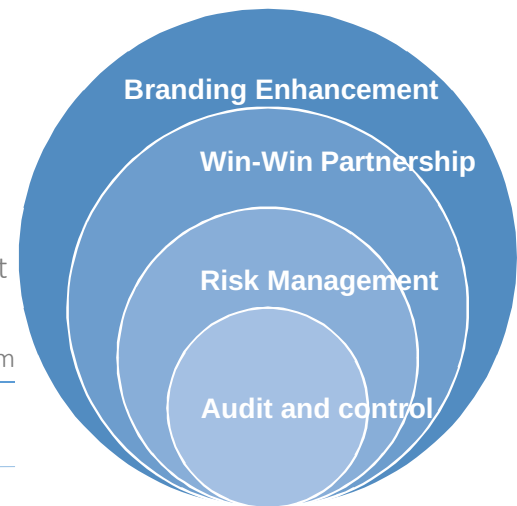 Branding Enhancement
Win-Win Partnership
t
Risk Management
m
Audit and control